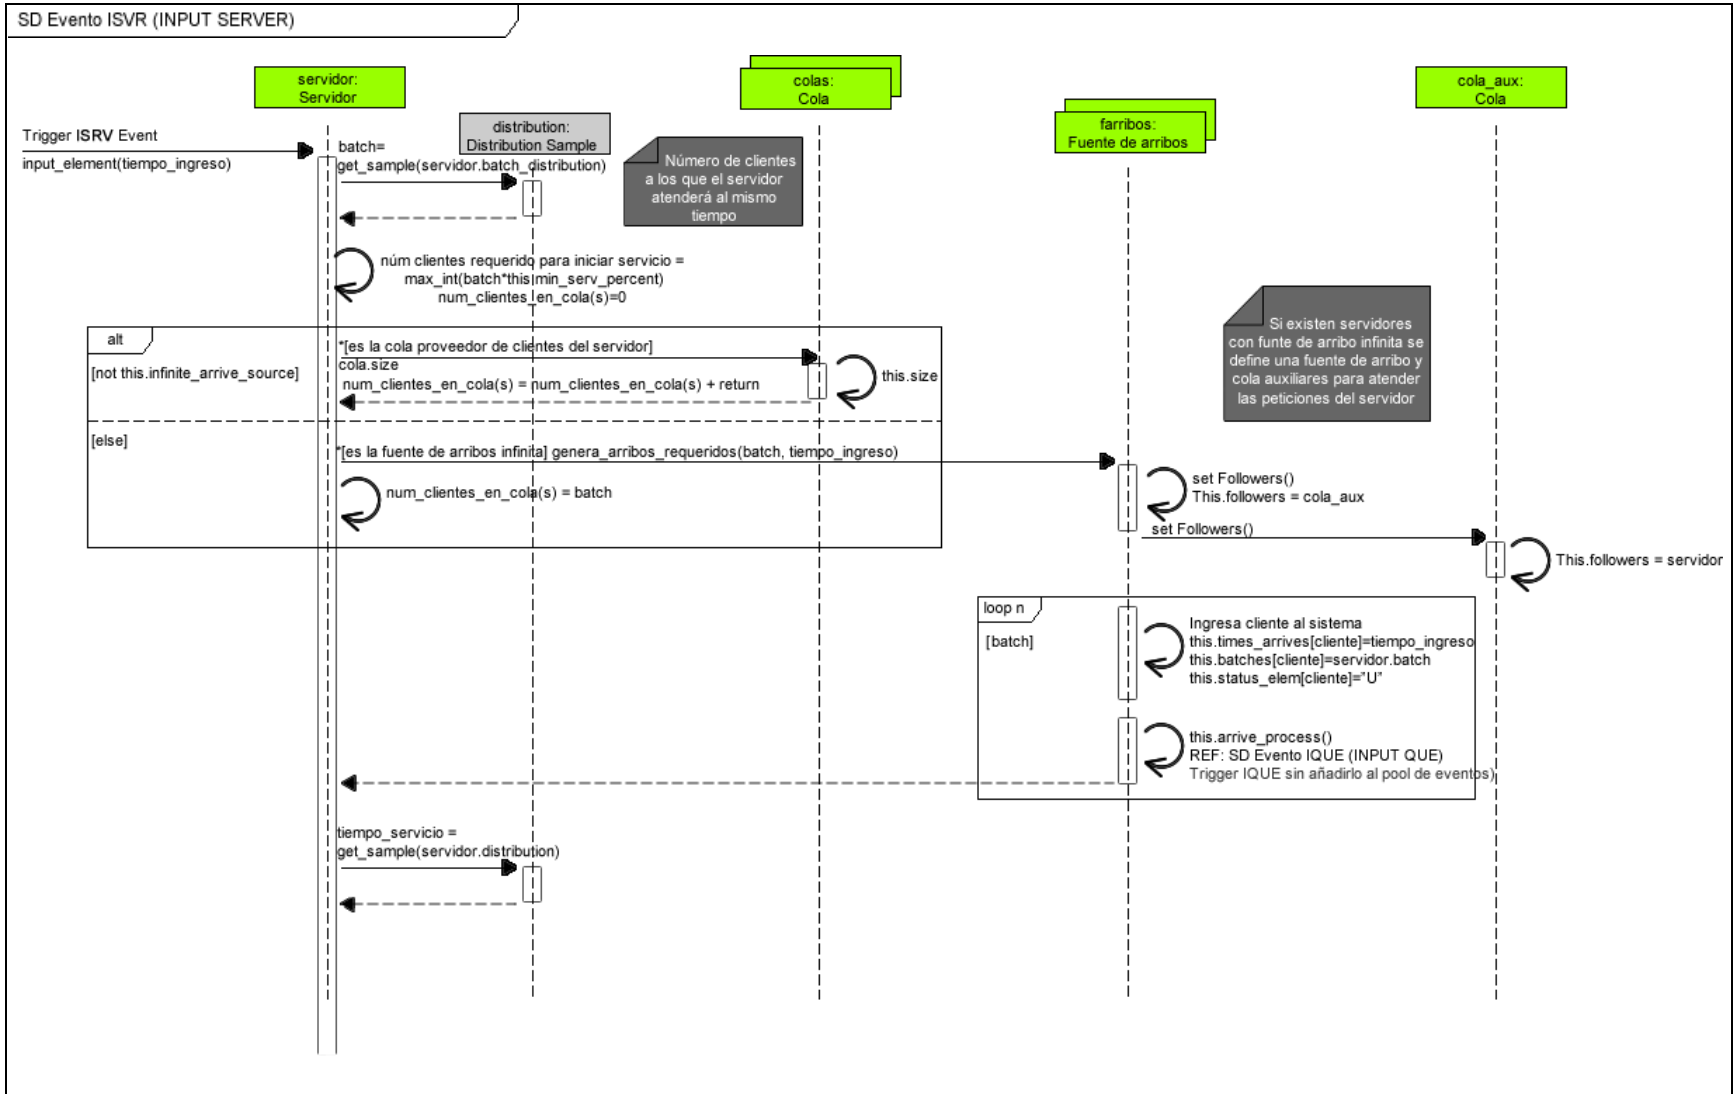 SD Evento ISVR (INPUT SERVER)
servidor:
Servidor
colas:
Cola
cola_aux:
Cola
distribution:
Distribution Sample
farribos:
Fuente de arribos
Trigger ISRV Event
input_element(tiempo_ingreso)
batch=
get_sample(servidor.batch_distribution)
Número de clientes
a los que el servidor
atenderá al mismo
tiempo
núm clientes requerido para iniciar servicio =
max_int(batch*this.min_serv_percent)
num_clientes_en_cola(s)=0
Si existen servidores
con funte de arribo infinita se
define una fuente de arribo y
cola auxiliares para atender
las peticiones del servidor
alt
[not this.infinite_arrive_source]
*[es la cola proveedor de clientes del servidor]
cola.size
num_clientes_en_cola(s) = num_clientes_en_cola(s) + return
this.size
[else]
*[es la fuente de arribos infinita] genera_arribos_requeridos(batch, tiempo_ingreso)
num_clientes_en_cola(s) = batch
set Followers()
This.followers = cola_aux
set Followers()
This.followers = servidor
loop n
[batch]
Ingresa cliente al sistema
this.times_arrives[cliente]=tiempo_ingreso
this.batches[cliente]=servidor.batch
this.status_elem[cliente]="U"
this.arrive_process()
REF: SD Evento IQUE (INPUT QUE)
Trigger IQUE sin añadirlo al pool de eventos)
tiempo_servicio =
get_sample(servidor.distribution)